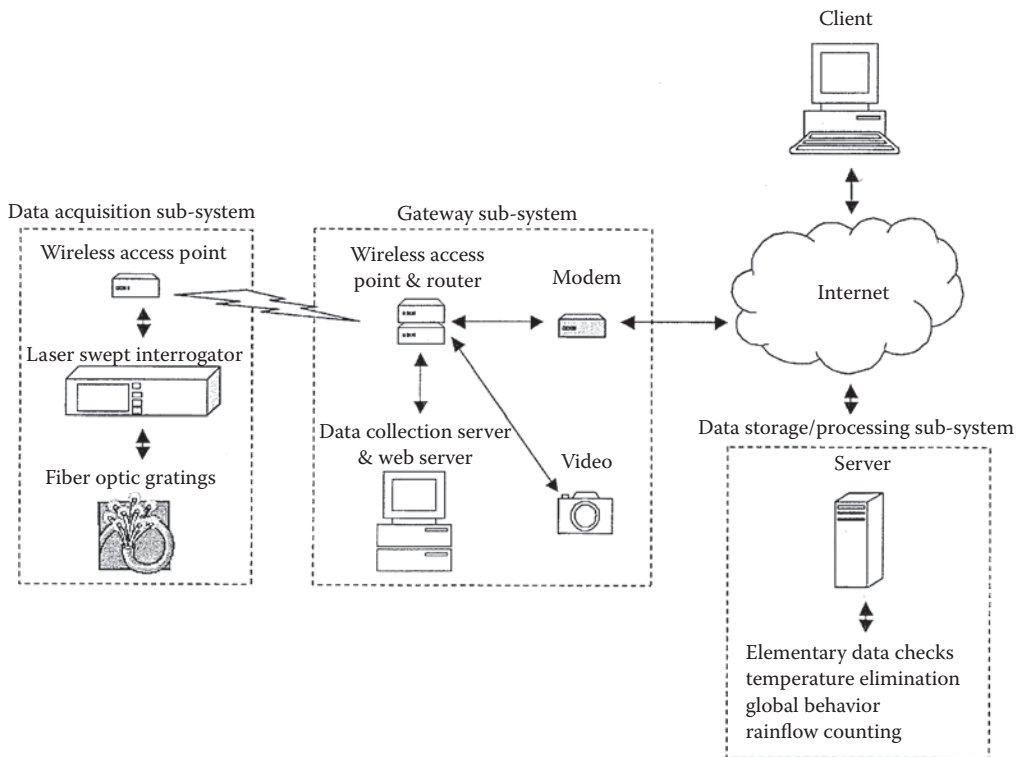 Client
Internet
Data acquisition sub-system
Wireless access point
Laser swept interrogator
Fiber optic gratings
Gateway sub-system
Wireless access
point & router
Modem
Data collection server
& web server
Video
Data storage/processing sub-system
Server
Elementary data checks
temperature elimination
global behavior
rainflow counting